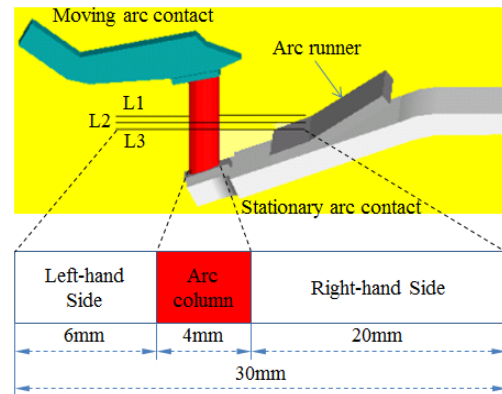 Moving arc contact
Arc runner
L1
L2
L3
Stationary arc contact
Left-hand
Side
Arc
column
Right-hand Side
6mm
4mm
20mm
30mm